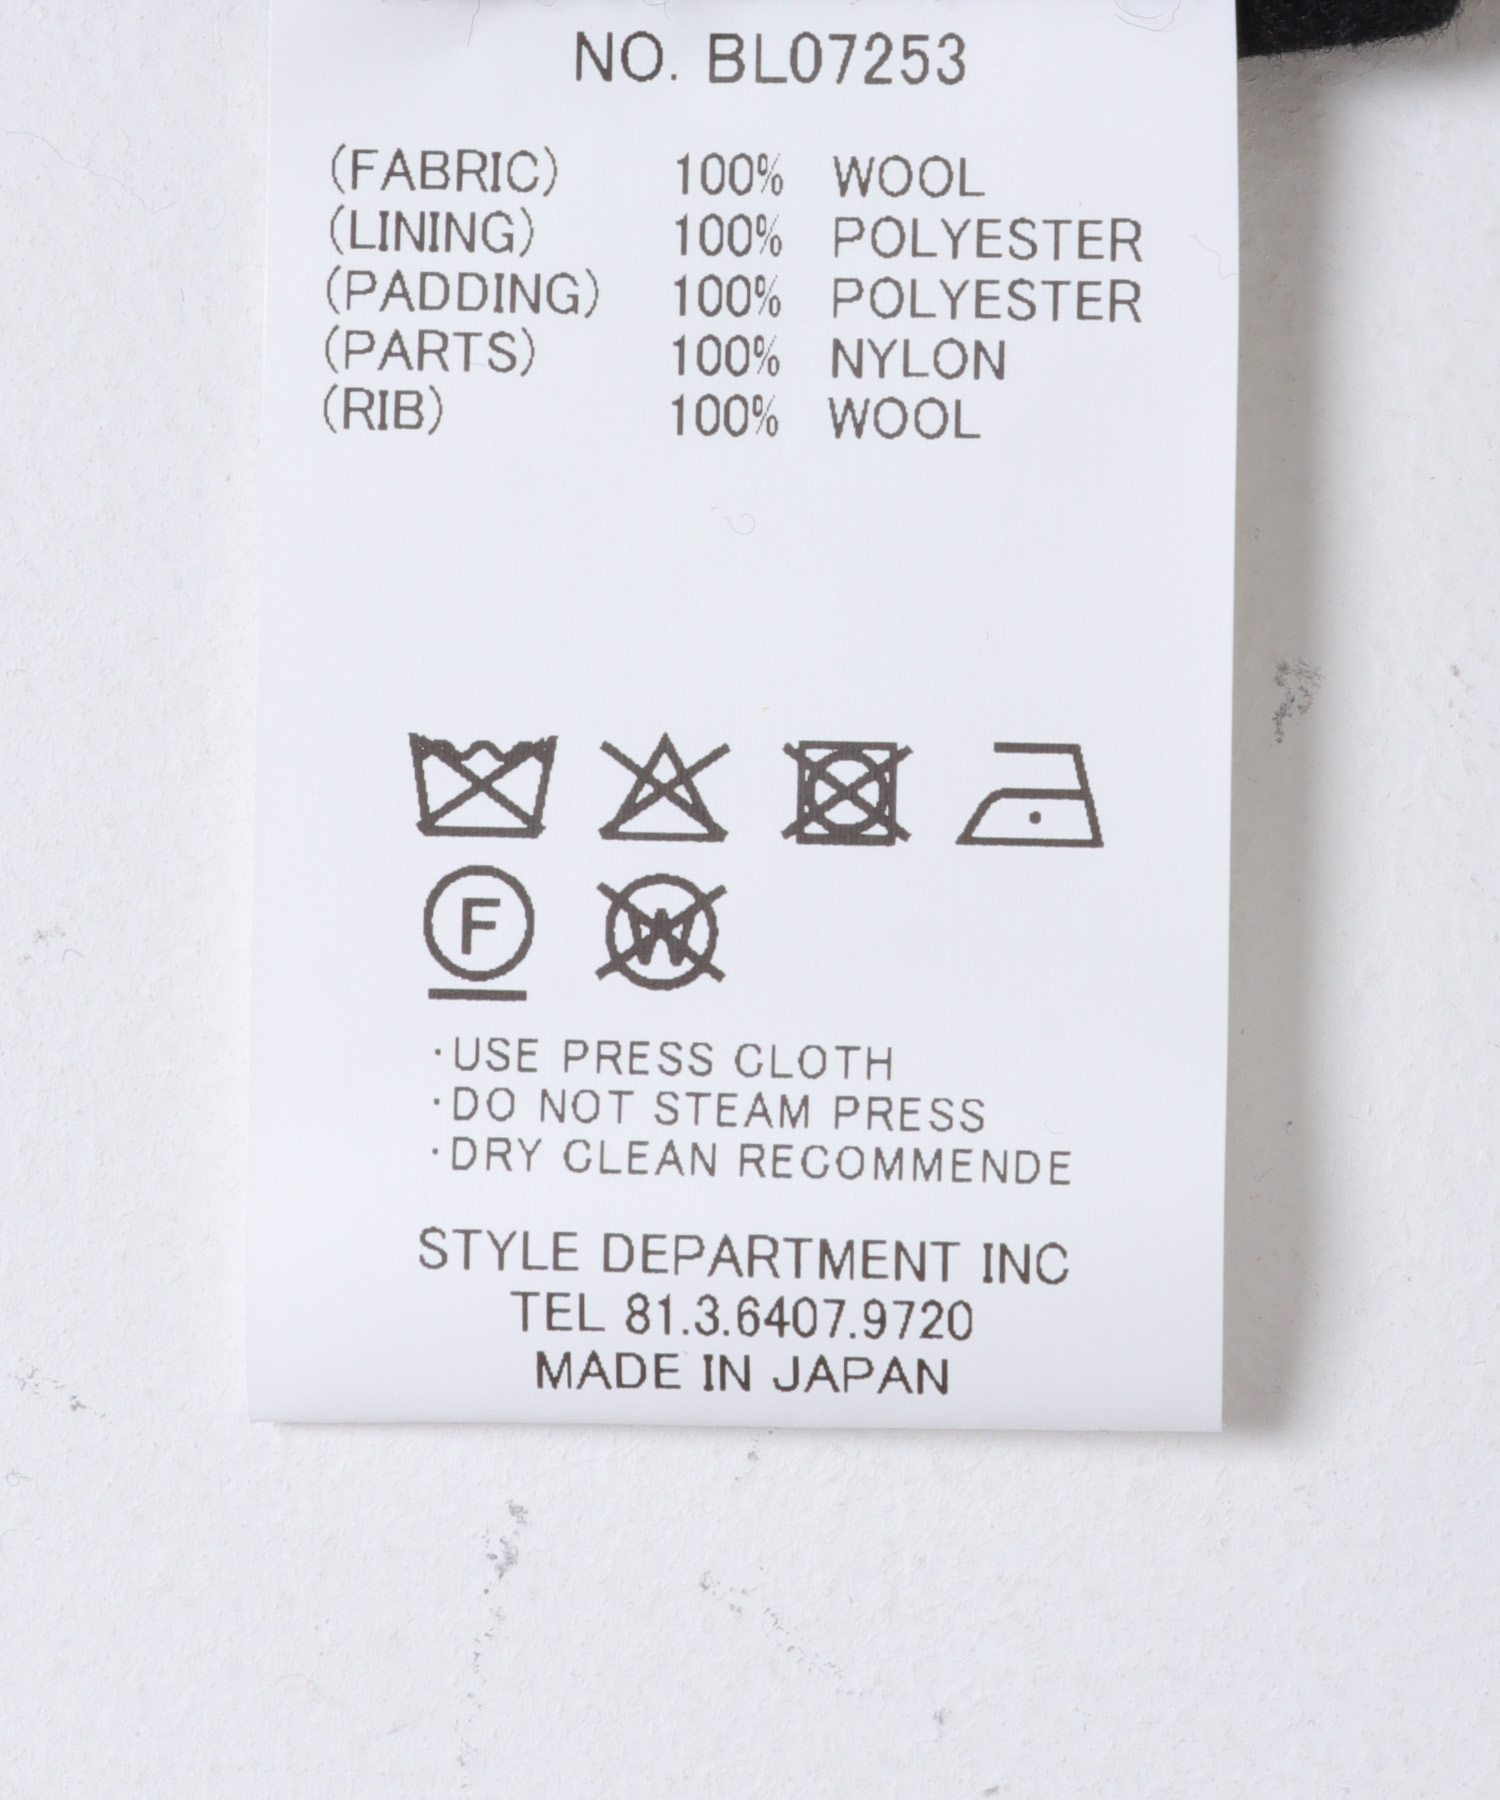 NO. BL07253
(FABRIC) 100% WOOL
(LINING) 100% POLYESTER
(PADDING) 100% POLYESTER
(PARTS) 100% NYLON
(RIB) 100% WOOL
F W
·USE PRESS CLOTH
·DO NOT STEAM PRESS
·DRY CLEAN RECOMMENDE
STYLE DEPARTMENT INC
TEL 81.3.6407.9720
MADE IN JAPAN